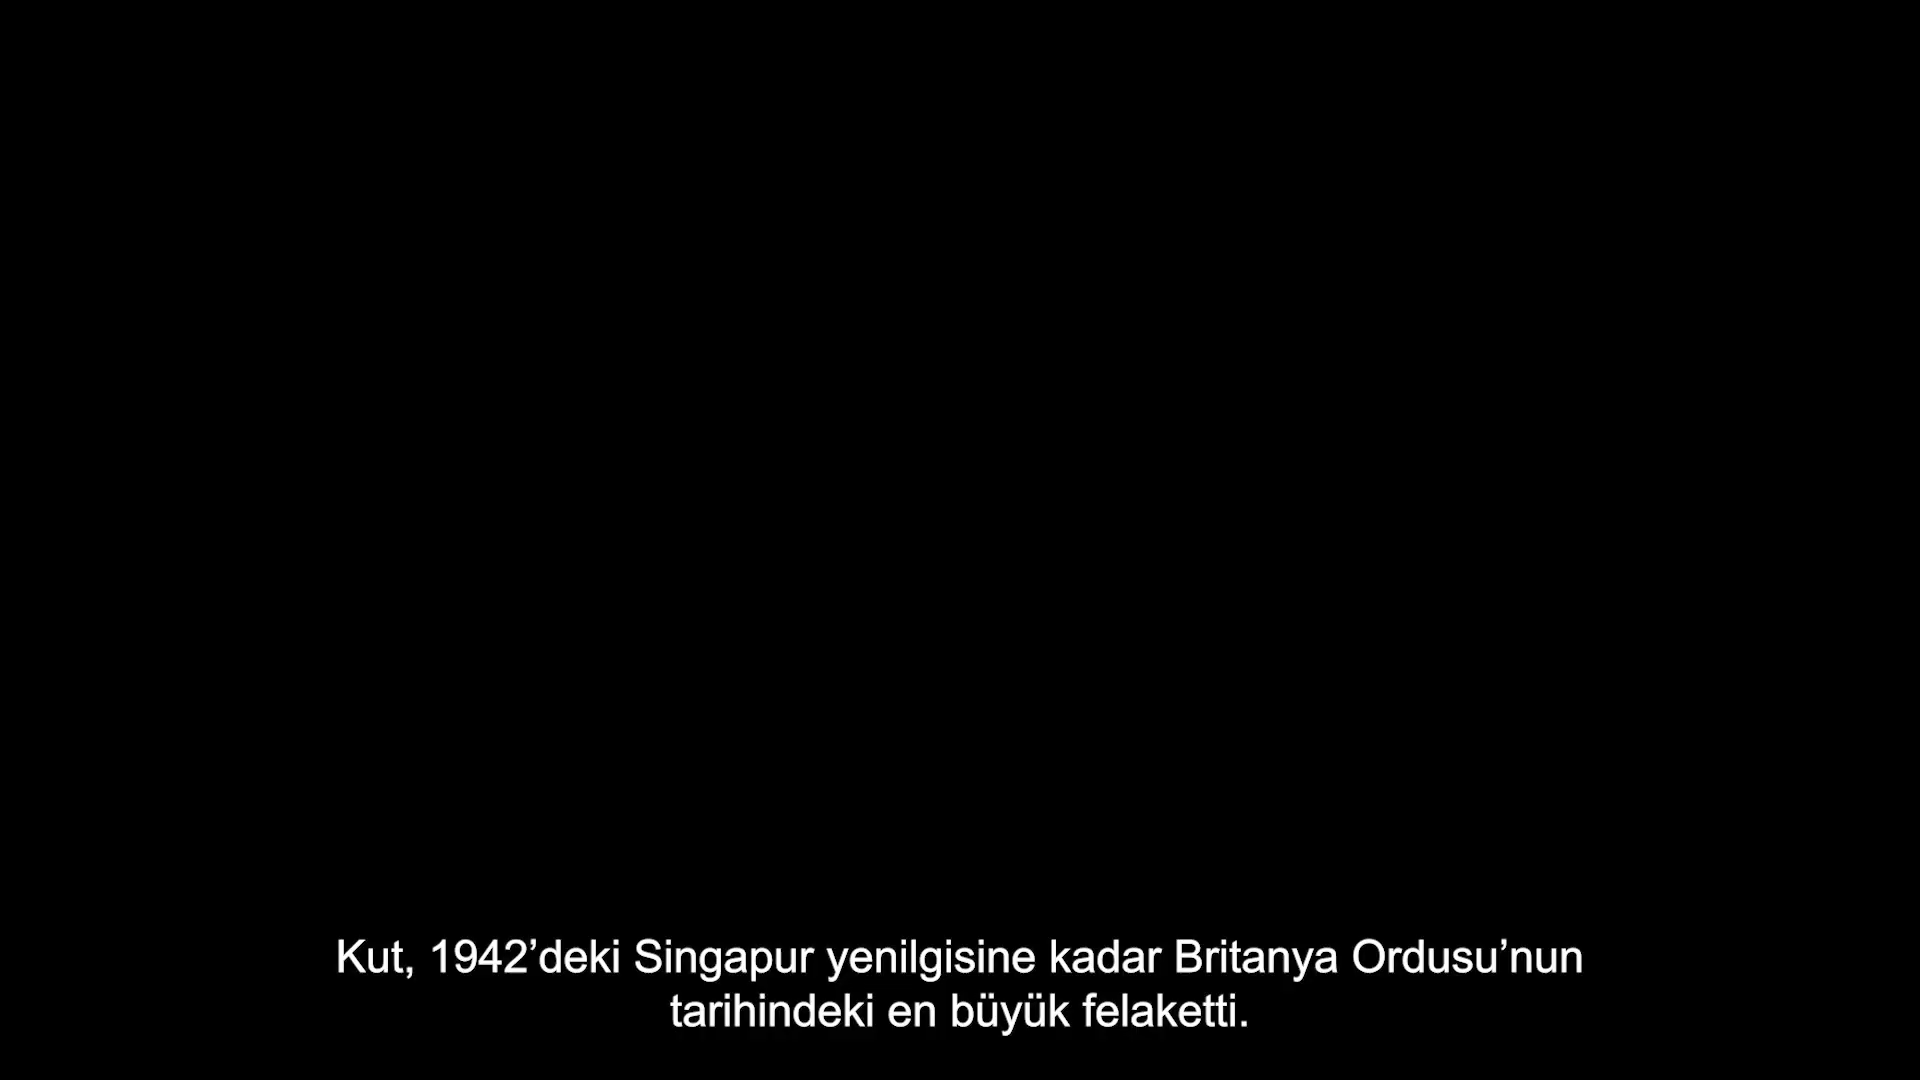 Kut, 1942’deki Singapur yenilgisine kadar Britanya Ordusu’nun
tarihindeki en büyük felaketti.